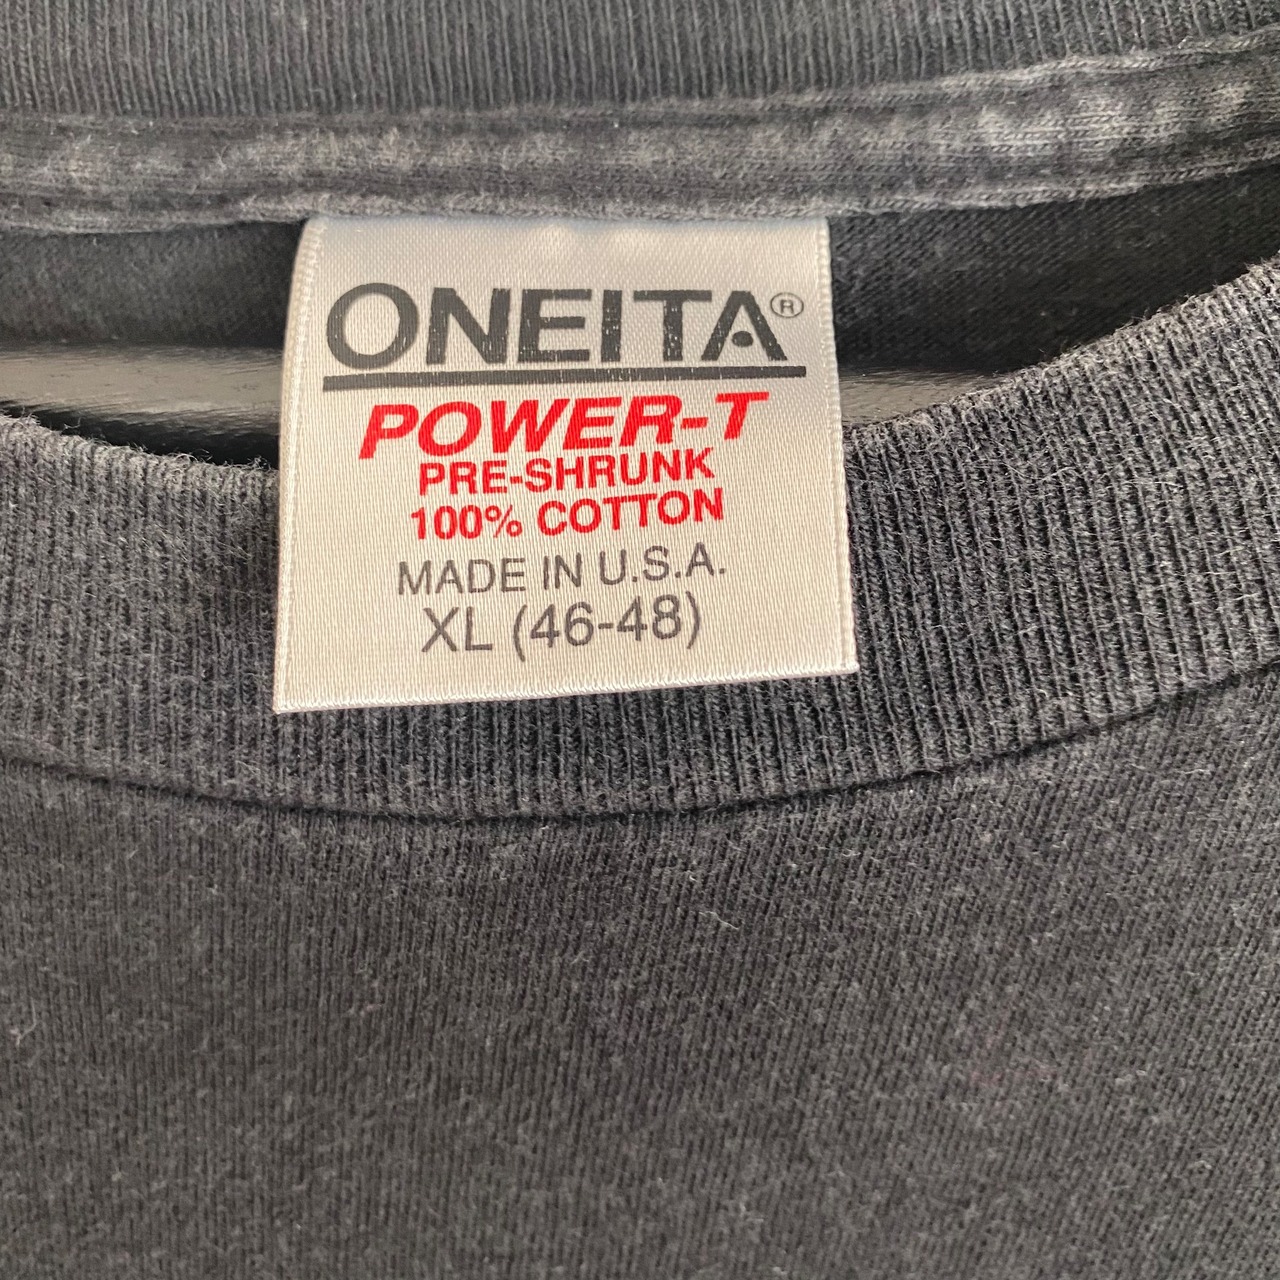 ONEITA®
POWER-T
PRE-SHRUNK
100% COTTON
MADE IN U.S.A.
XL (46-48)